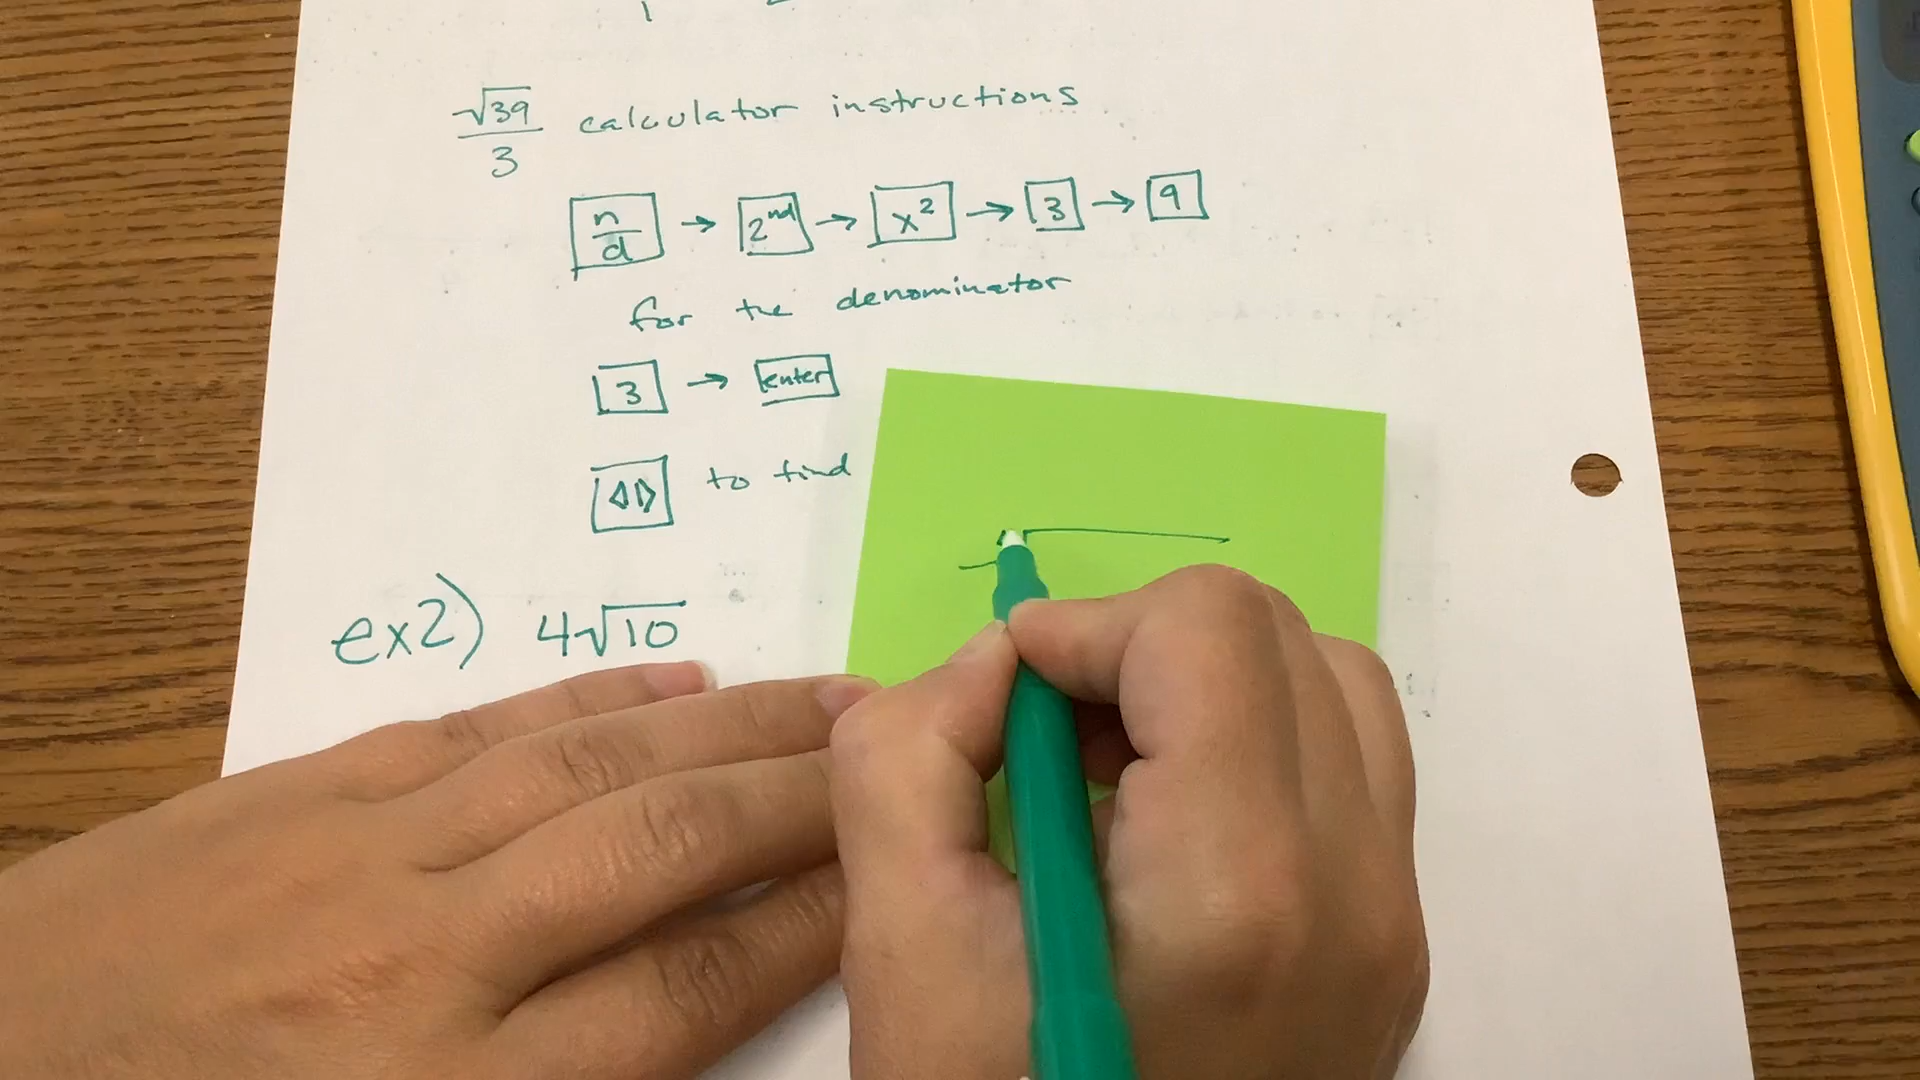 √39/3 calculator instructions
n/d → 2nd → x² → 3 → 9
for the denominator
3 → enter
◁▷ to find
ex2) 4√10